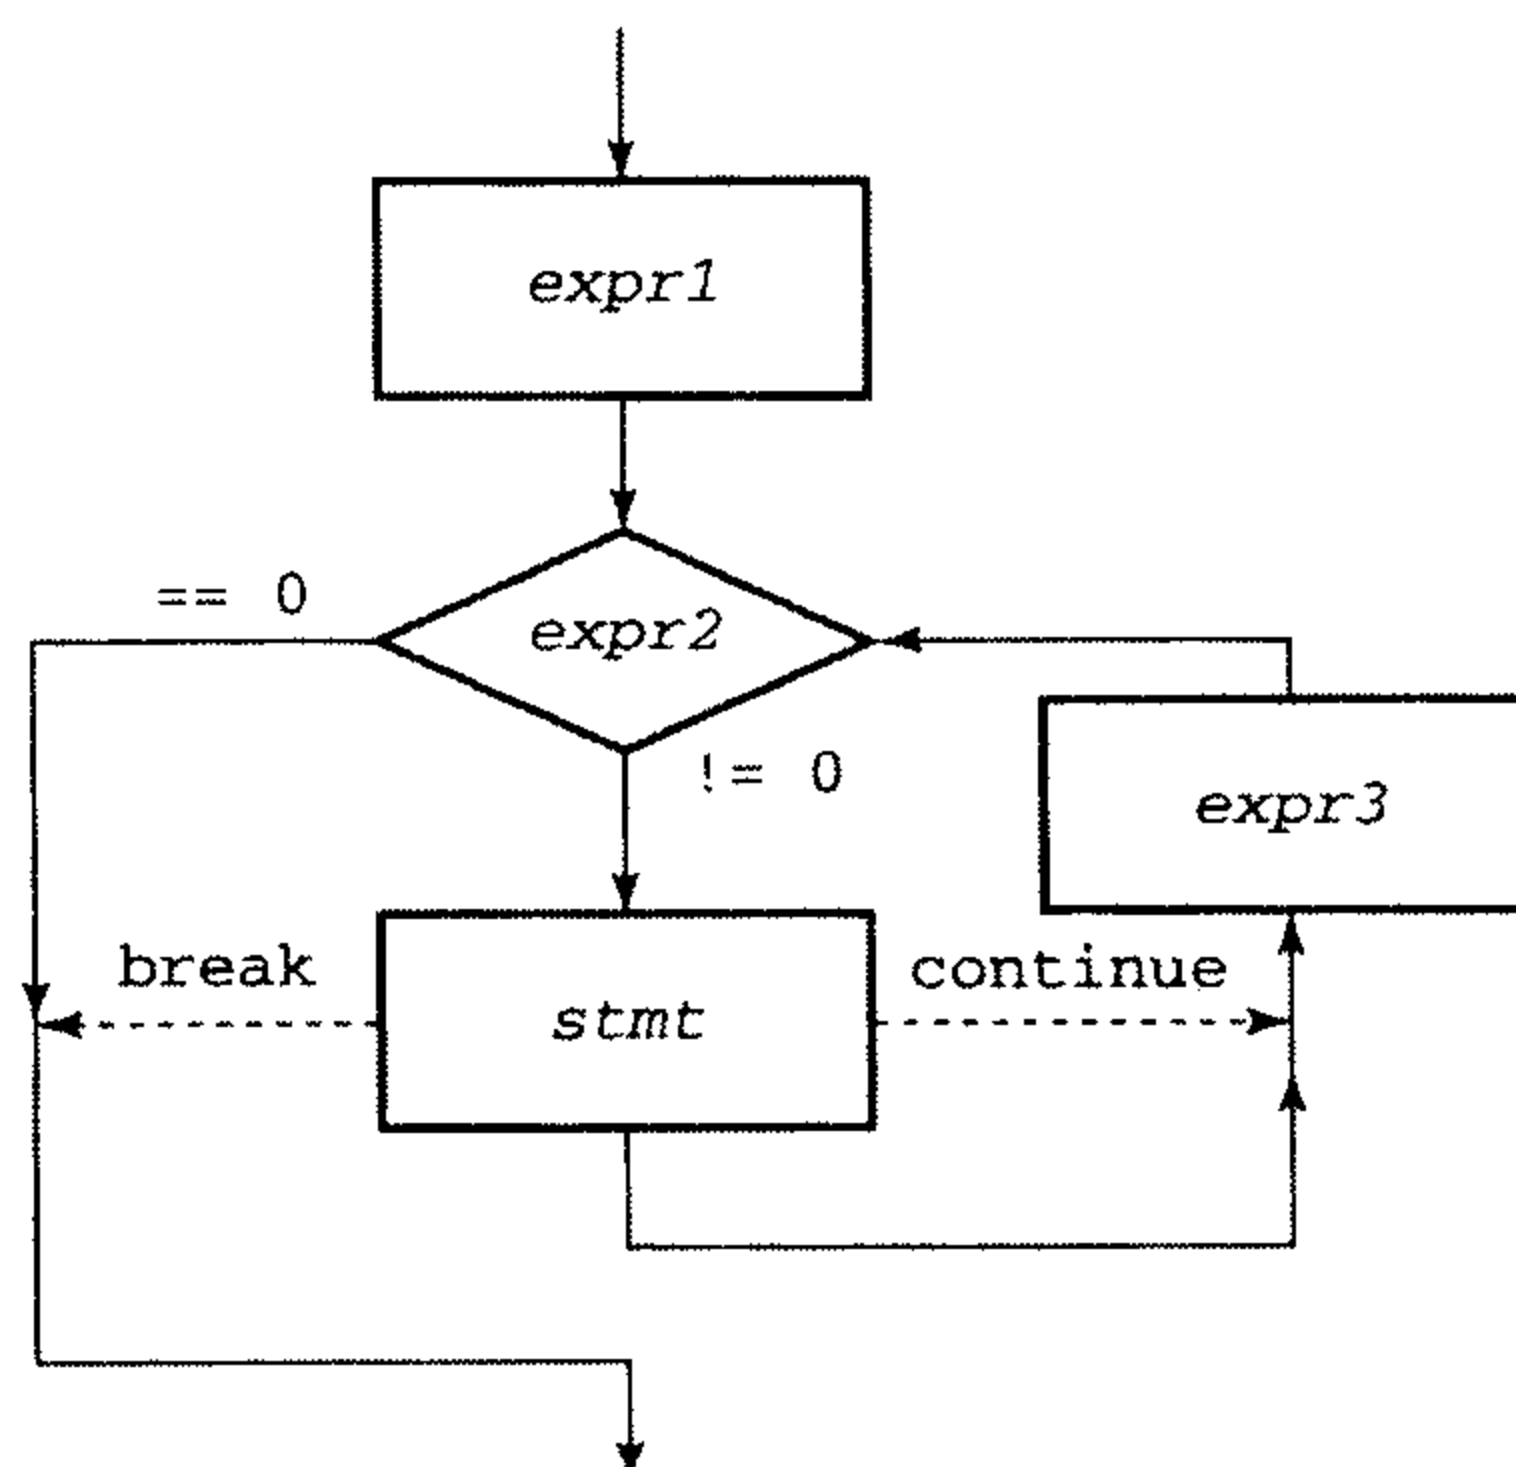 expr1
== 0
expr2
!= 0
expr3
break
continue
stmt